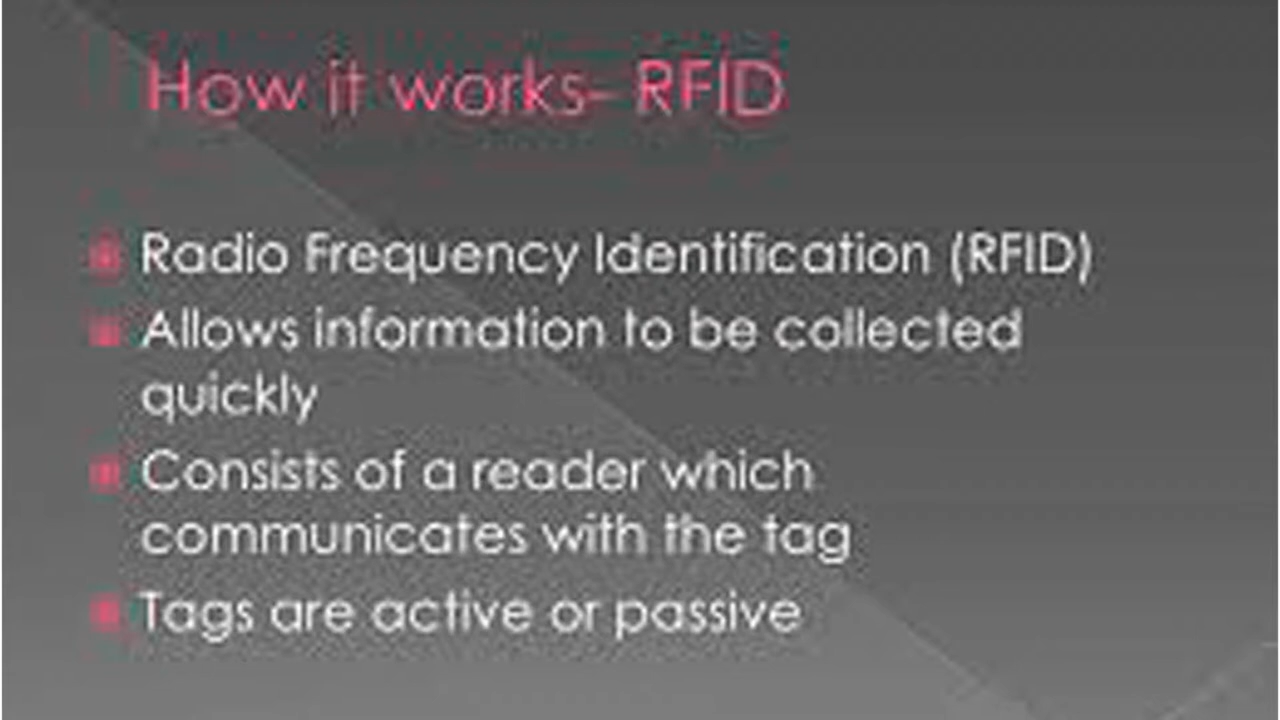 How it works- RFID
Radio Frequency Identification (RFID)
Allows information to be collected
quickly
Consists of a reader which
communicates with the tag
Tags are active or passive